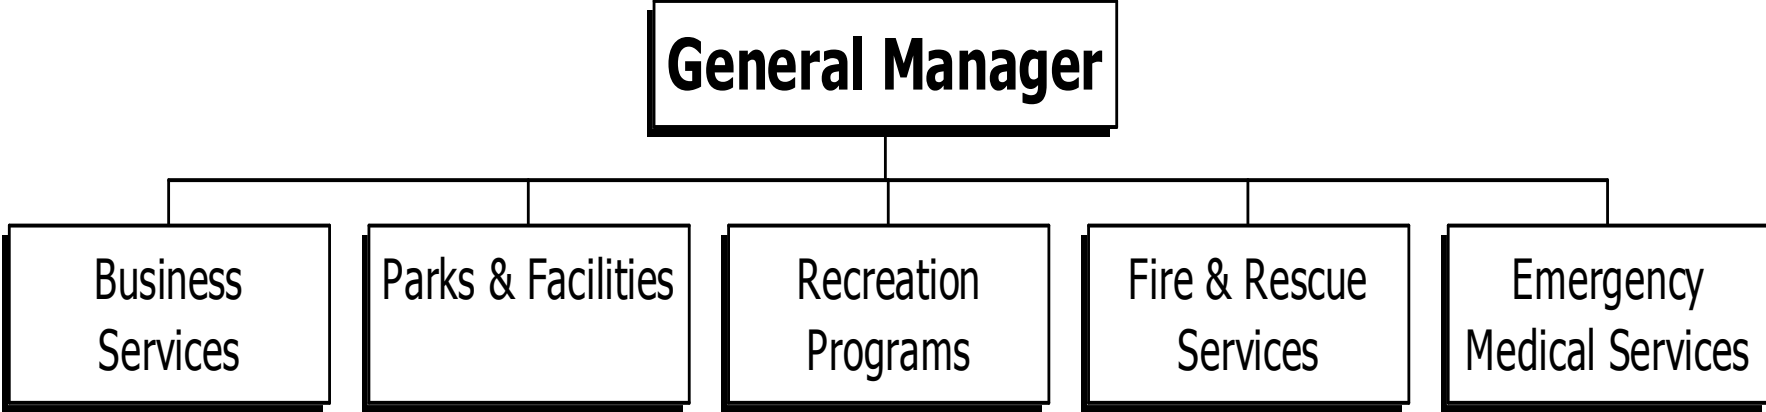 General Manager
Business
Services
Parks & Facilities
Recreation
Programs
Fire & Rescue
Services
Emergency
Medical Services